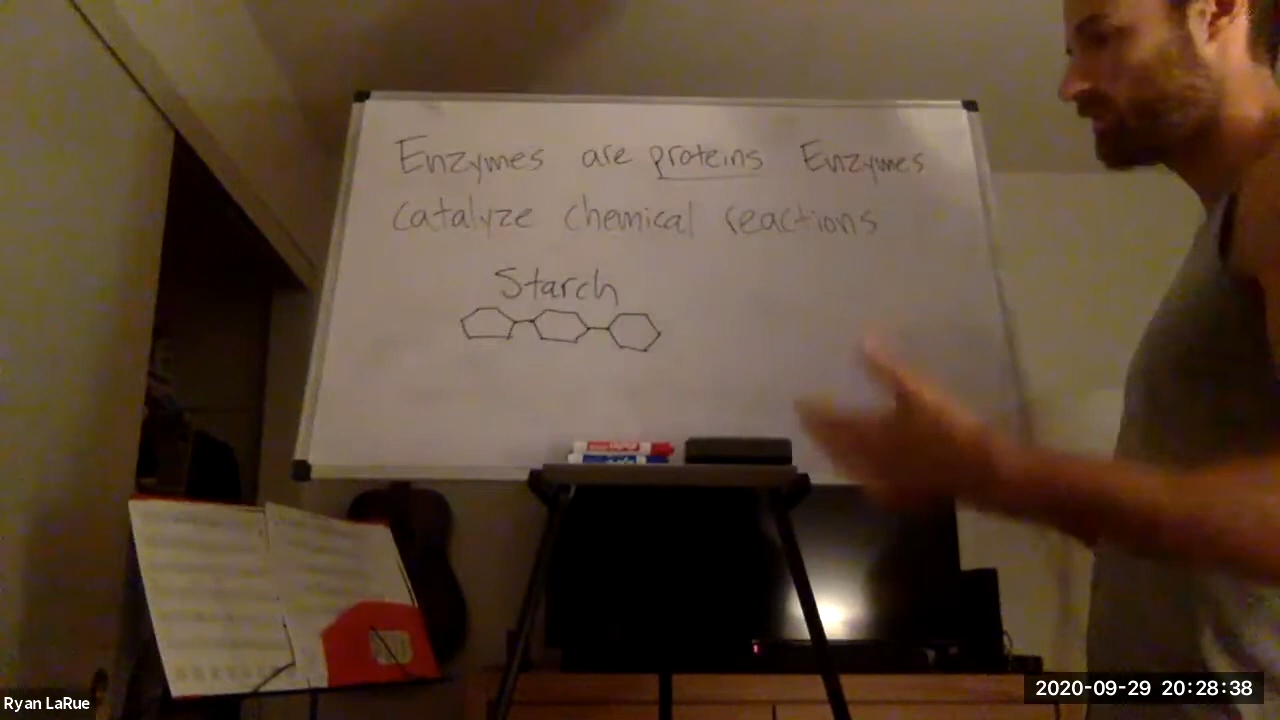 Enzymes are proteins Enzymes
catalyze chemical reactions
Starch
Ryan LaRue
2020-09-29 20:28:38